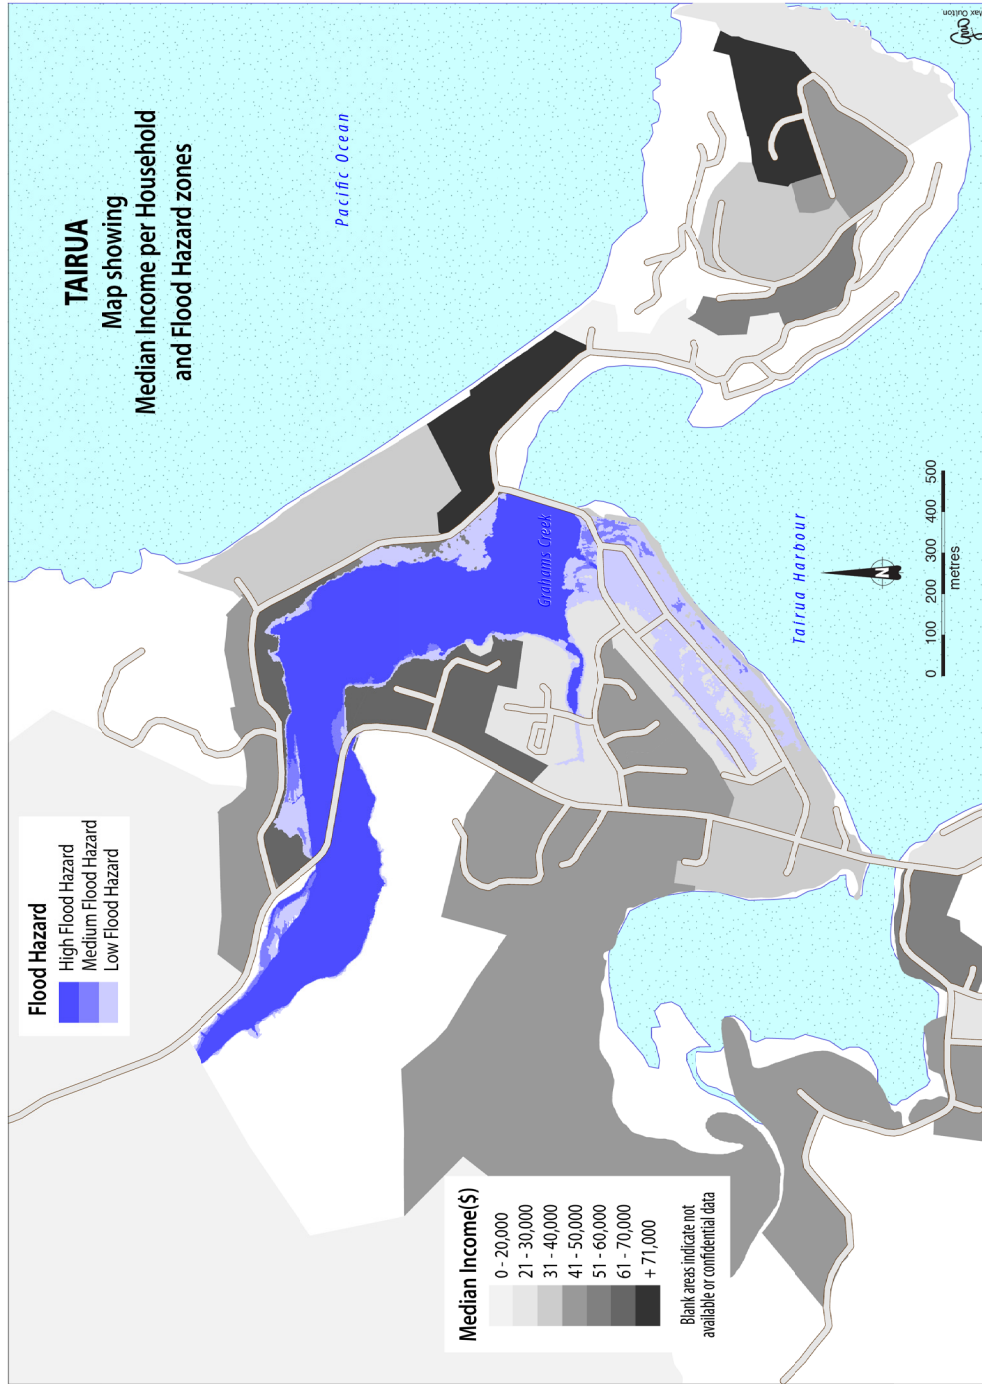 TAIRUA
Map showing
Median Income per Household
and Flood Hazard zones
Pacific Ocean
Flood Hazard
High Flood Hazard
Medium Flood Hazard
Low Flood Hazard
Grahams Creek
Tairua Harbour
N
0 100 200 300 400 500
metres
Median Income($)
0 - 20,000
21 - 30,000
31 - 40,000
41 - 50,000
51 - 60,000
61 - 70,000
+ 71,000
Blank areas indicate not
available or confidential data
Max Oulton